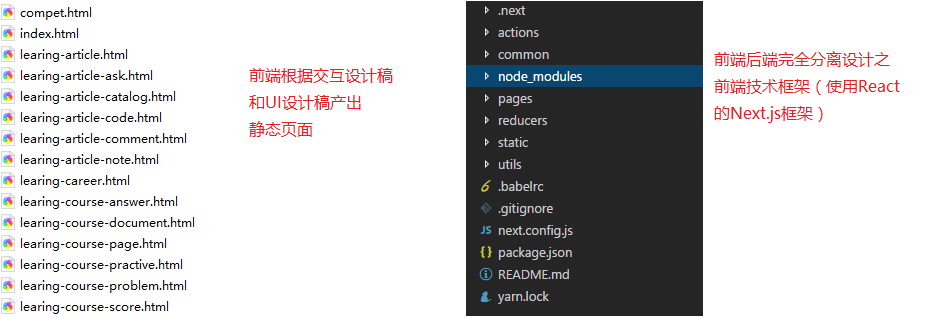 compet.html
index.html
learing-article.html
learing-article-ask.html
learing-article-catalog.html
learing-article-code.html
learing-article-comment.html
learing-article-note.html
learing-career.html
learing-course-answer.html
learing-course-document.html
learing-course-page.html
learing-course-practive.html
learing-course-problem.html
learing-course-score.html
前端根据交互设计稿
和UI设计稿产出
静态页面
.next
actions
common
node_modules
pages
reducers
static
utils
.babelrc
.gitignore
JS next.config.js
{ } package.json
README.md
yarn.lock
前端后端完全分离设计之
前端技术框架（使用React
的Next.js框架）